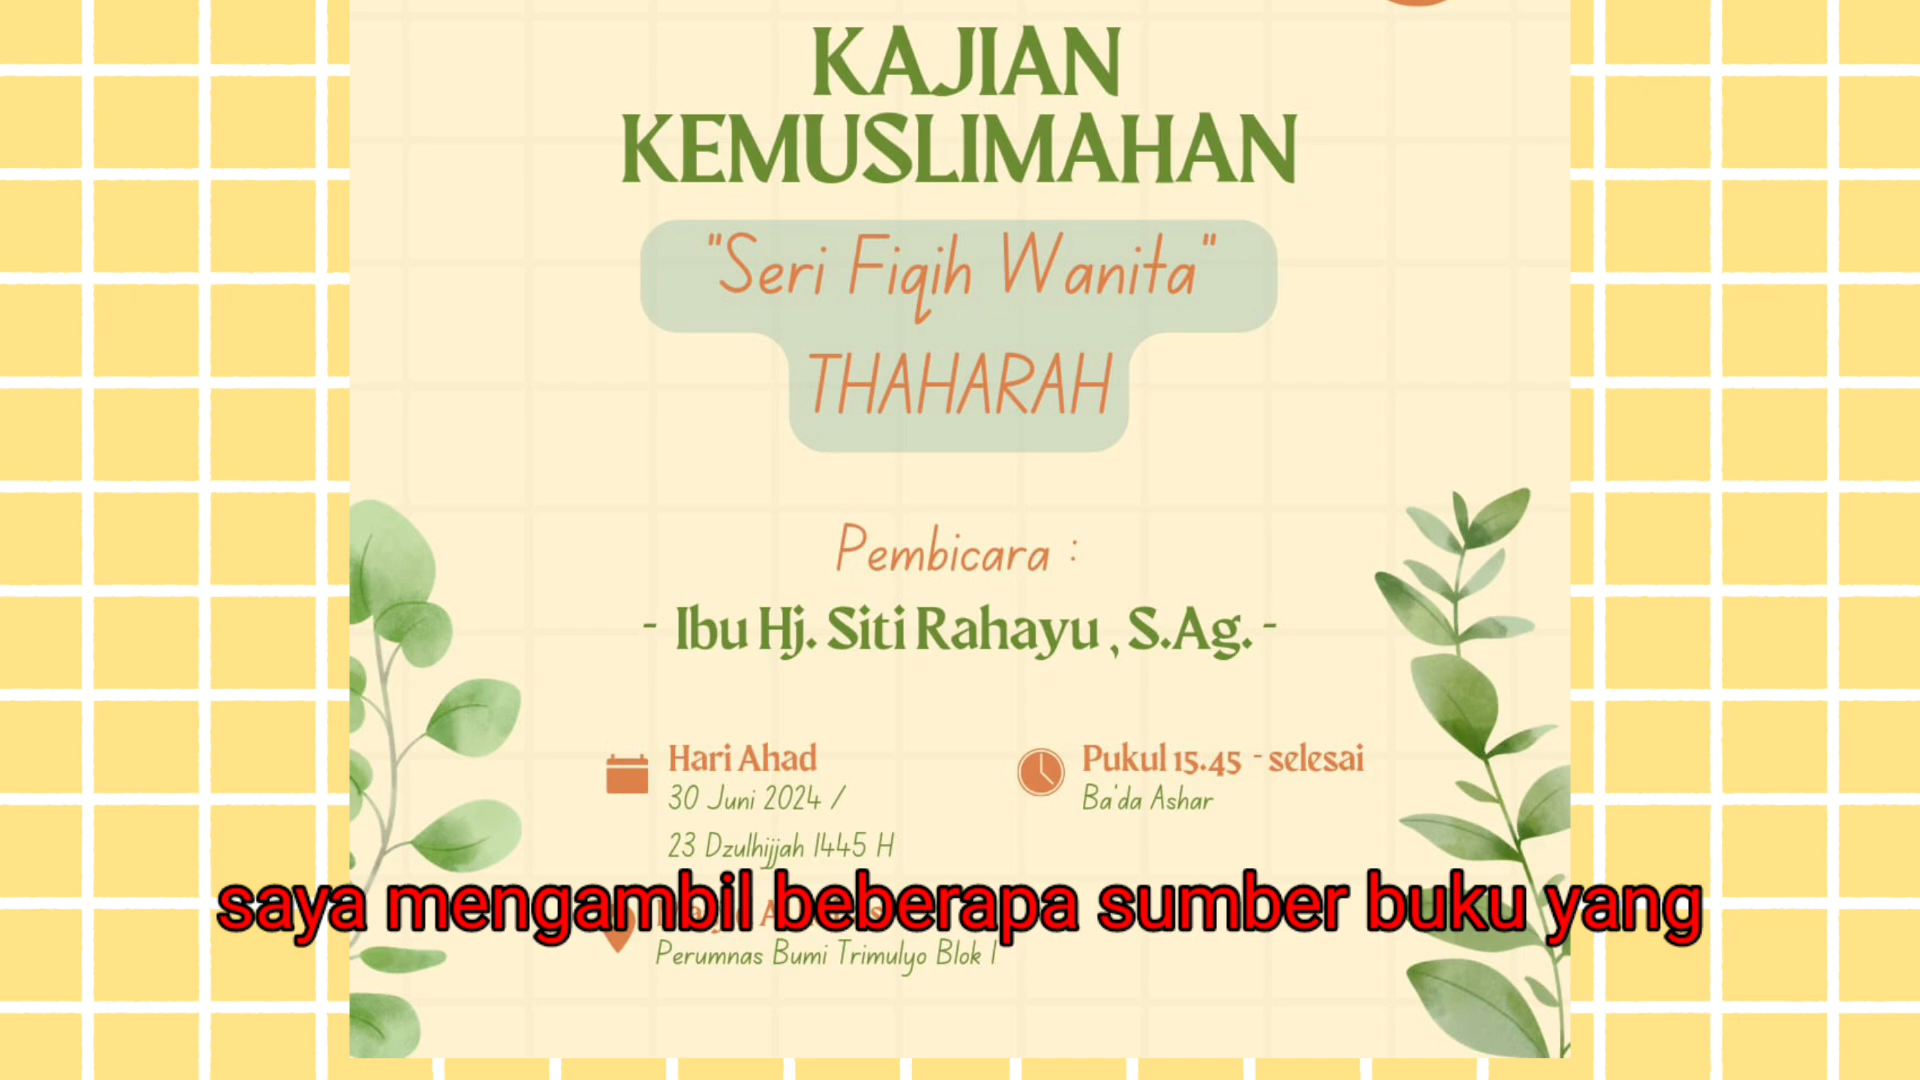 KAJIAN
KEMUSLIMAHAN
"Seri Fiqih Wanita"
THAHARAH
Pembicara :
- Ibu Hj. Siti Rahayu , S.Ag. -
Hari Ahad
30 Juni 2024 /
23 Dzulhijjah 1445 H
Pukul 15.45 - selesai
Ba'da Ashar
saya mengambil beberapa sumber buku yang
Perumnas Bumi Trimulyo Blok I